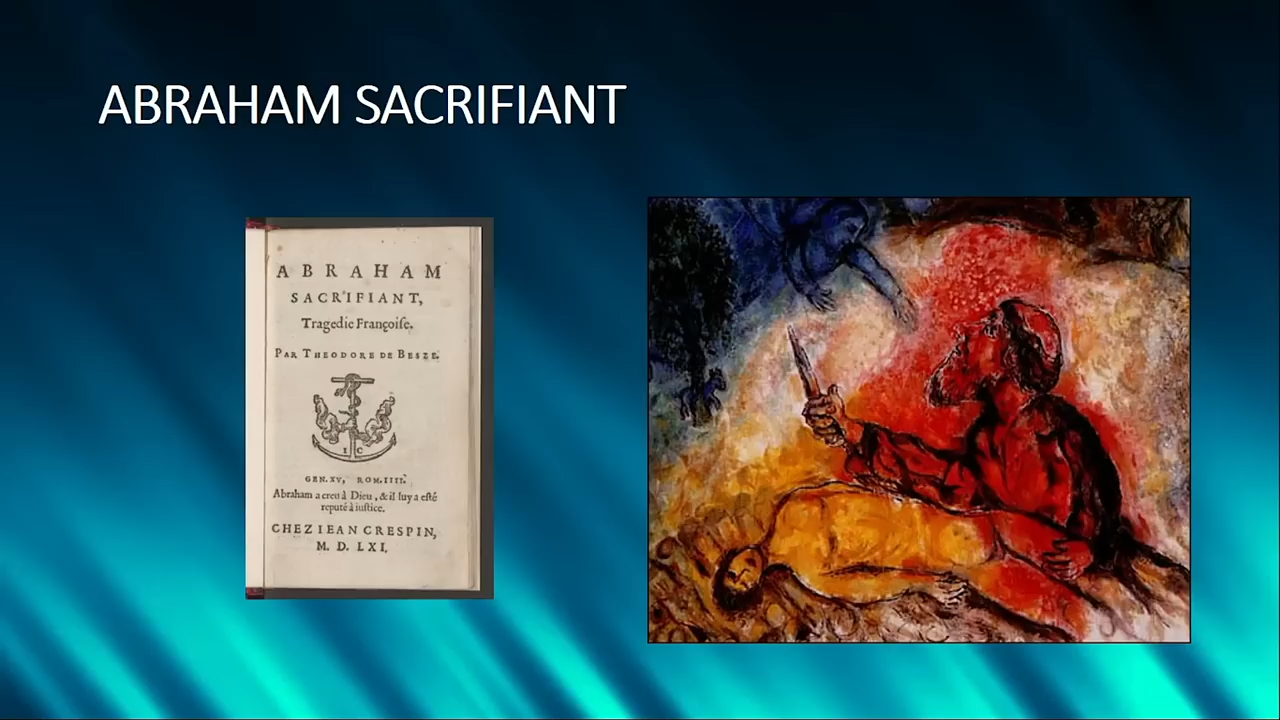 ABRAHAM SACRIFIANT
ABRAHAM
SACRIFIANT,
Tragedie Françoiſe.
PAR THEODORE DE BESZE.
I C
GEN. XV, ROM. IIII.
Abraham a creu à Dieu, & il luy a eſté
reputé à iuſtice.
CHEZ IEAN CRESPIN,
M. D. LXI.